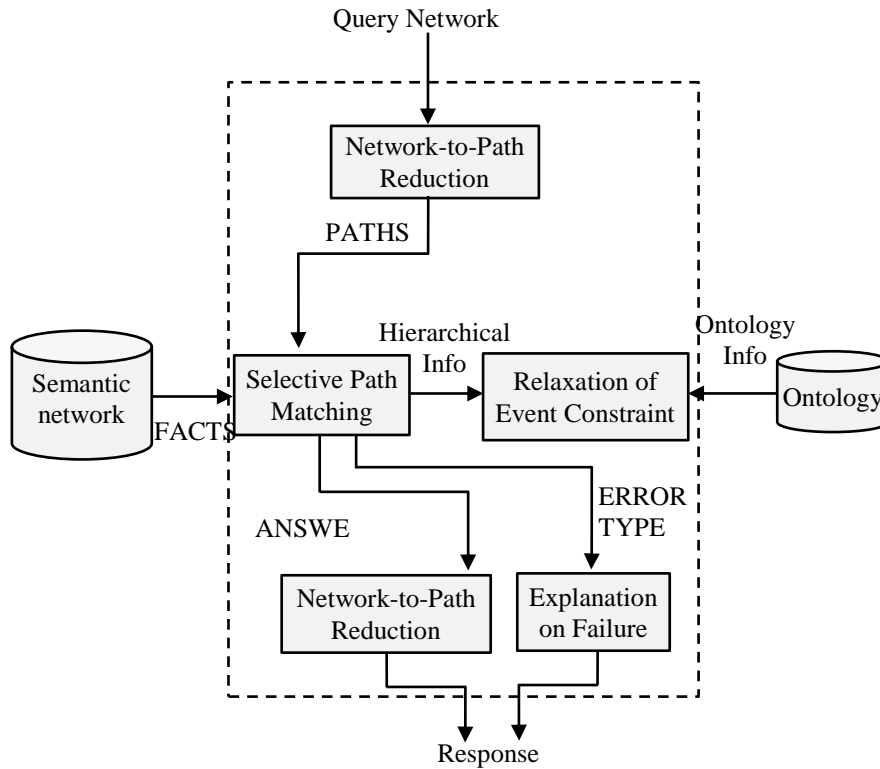 Query Network
Network-to-Path
Reduction
PATHS
Hierarchical
Info
Ontology
Info
Semantic
network
FACTS
Selective Path
Matching
Relaxation of
Event Constraint
Ontology
ANSWE
ERROR
TYPE
Network-to-Path
Reduction
Explanation
on Failure
Response